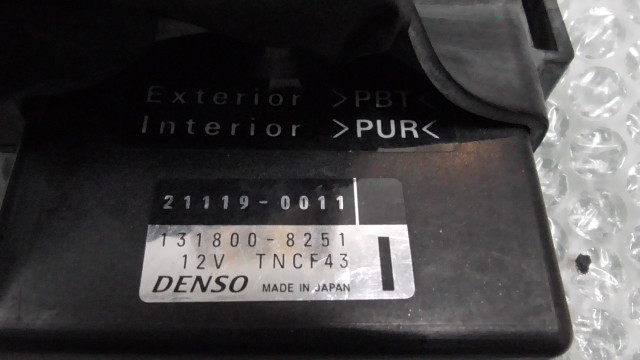 Exterior >PBT<
Interior >PUR<
21119-0011
131800-8251
12V TNCF43
DENSO MADE IN JAPAN